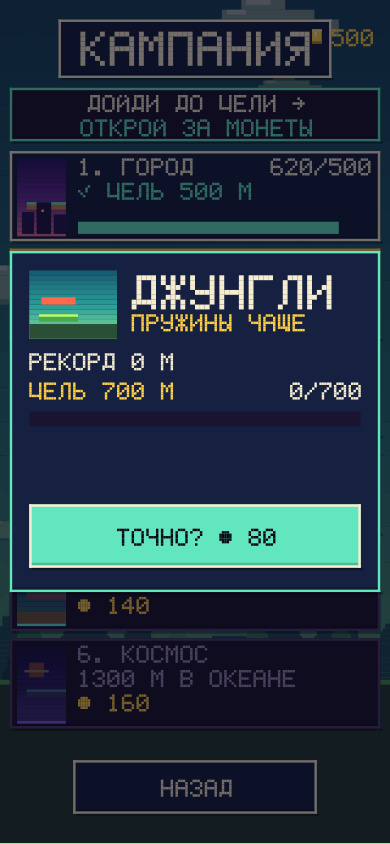 КАМПАНИЯ
500
ДОЙДИ ДО ЦЕЛИ →
ОТКРОЙ ЗА МОНЕТЫ
1. ГОРОД 620/500
✓ ЦЕЛЬ 500 М
ДЖУНГЛИ
ПРУЖИНЫ ЧАЩЕ
РЕКОРД 0 М
ЦЕЛЬ 700 М 0/700
ТОЧНО? ● 80
● 140
6. КОСМОС
1300 М В ОКЕАНЕ
● 160
НАЗАД